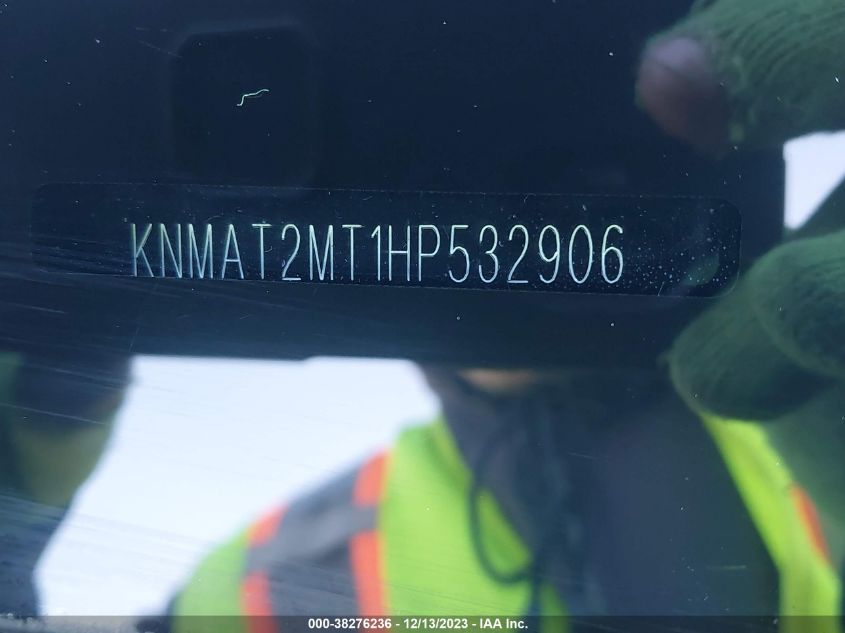 KNMAT2MT1HP532906
000-38276236 - 12/13/2023 - IAA Inc.